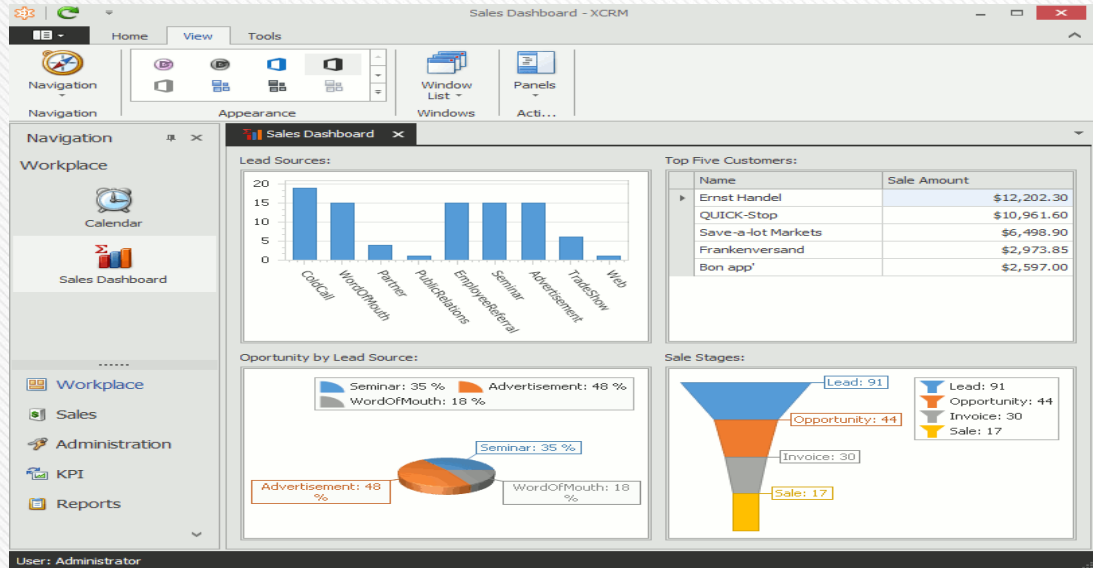 Sales Dashboard - XCRM
Home View Tools
Navigation
Window
List
Panels
Navigation Appearance Windows Acti...
Navigation
Workplace
Calendar
Sales Dashboard
Workplace
Sales
Administration
KPI
Reports
Sales Dashboard
Lead Sources:
20
15
10
5
0
ColdCall
WordOfMouth
Partner
PublicRelations
EmployeeReferral
Seminar
Advertisement
TradeShow
Web
Top Five Customers:
Name Sale Amount
Ernst Handel $12,202.30
QUICK-Stop $10,961.60
Save-a-lot Markets $6,498.90
Frankenversand $2,973.85
Bon app' $2,597.00
Oportunity by Lead Source:
Seminar: 35 % Advertisement: 48 %
WordOfMouth: 18 %
Seminar: 35 %
Advertisement: 48
%
WordOfMouth: 18
%
Sale Stages:
Lead: 91
Opportunity: 44
Invoice: 30
Sale: 17
Lead: 91
Opportunity: 44
Invoice: 30
Sale: 17
User: Administrator